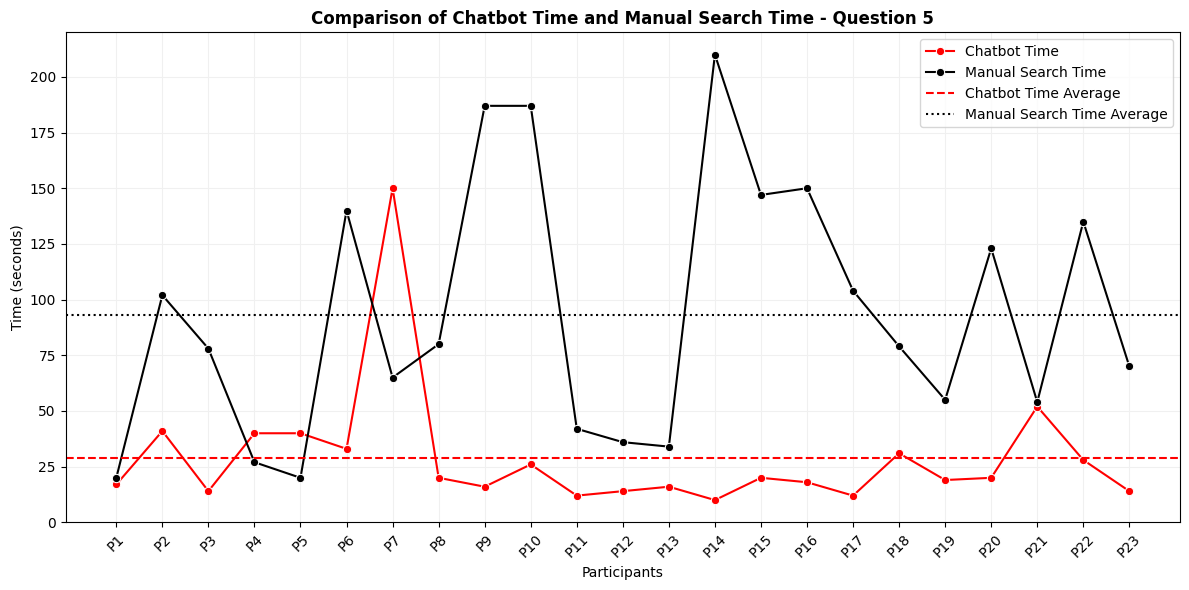 Comparison of Chatbot Time and Manual Search Time - Question 5
Chatbot Time
Manual Search Time
Chatbot Time Average
Manual Search Time Average
Time (seconds)
200
175
150
125
100
75
50
25
0
P1 P2 P3 P4 P5 P6 P7 P8 P9 P10 P11 P12 P13 P14 P15 P16 P17 P18 P19 P20 P21 P22 P23
Participants